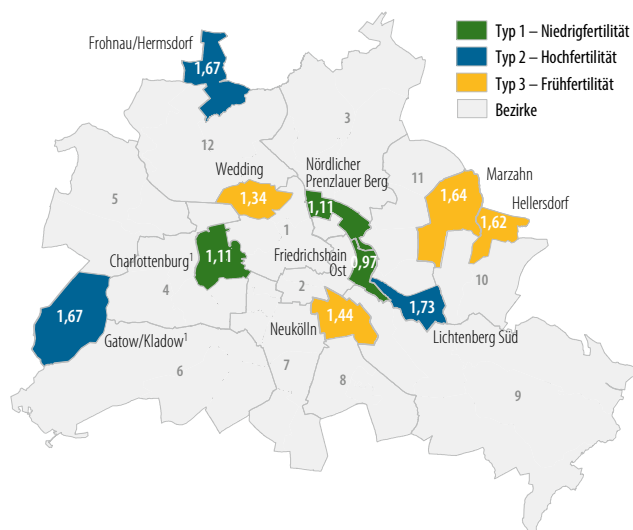 Typ 1 – Niedrigfertilität
Typ 2 – Hochfertilität
Typ 3 – Frühfertilität
Bezirke
Frohnau/Hermsdorf
1,67
3
12
Wedding
1,34
Nördlicher
Prenzlauer Berg
1,11
11
Marzahn
1,64
Hellersdorf
1,62
5
1
Charlottenburg¹
1,11
Friedrichshain
Ost
0,97
4
2
10
1,67
Gatow/Kladow¹
Neukölln
1,44
1,73
Lichtenberg Süd
6
7
8
9